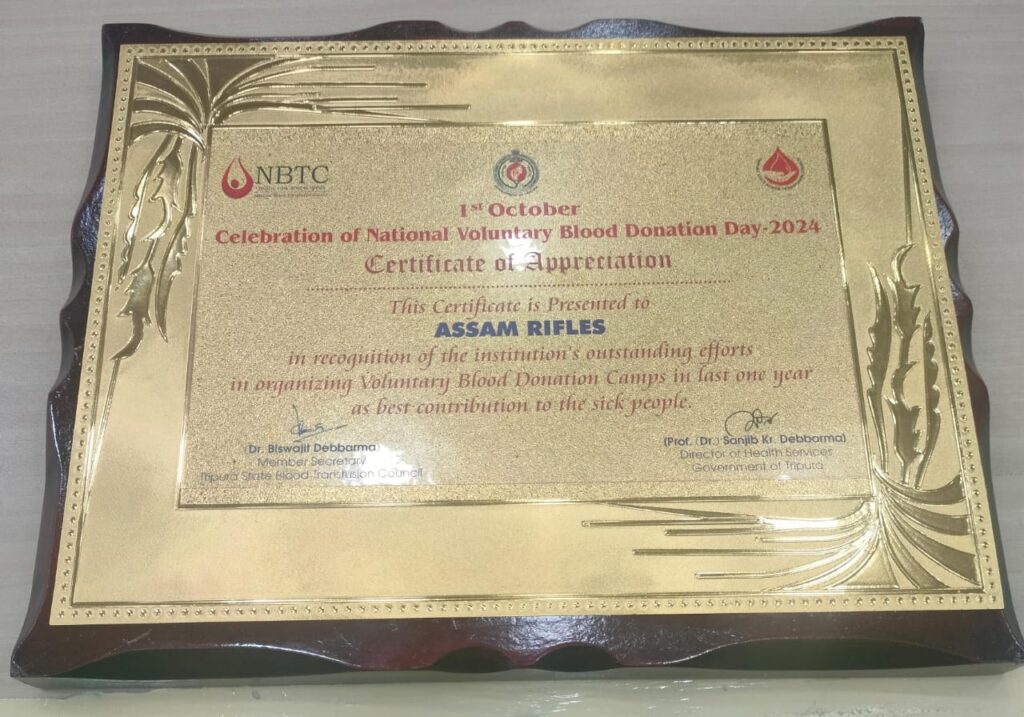 NBTC
1st October
Celebration of National Voluntary Blood Donation Day-2024
Certificate of Appreciation
This Certificate is Presented to
ASSAM RIFLES
in recognition of the institution's outstanding efforts
in organizing Voluntary Blood Donation Camps in last one year
as best contribution to the sick people.
Dr. Biswajit Debbarma)
Member Secretary
Tripura State Blood Transfusion Council
(Prof. (Dr.) Sanjib Kr. Debbarma)
Director of Health Services
Government of Tripura